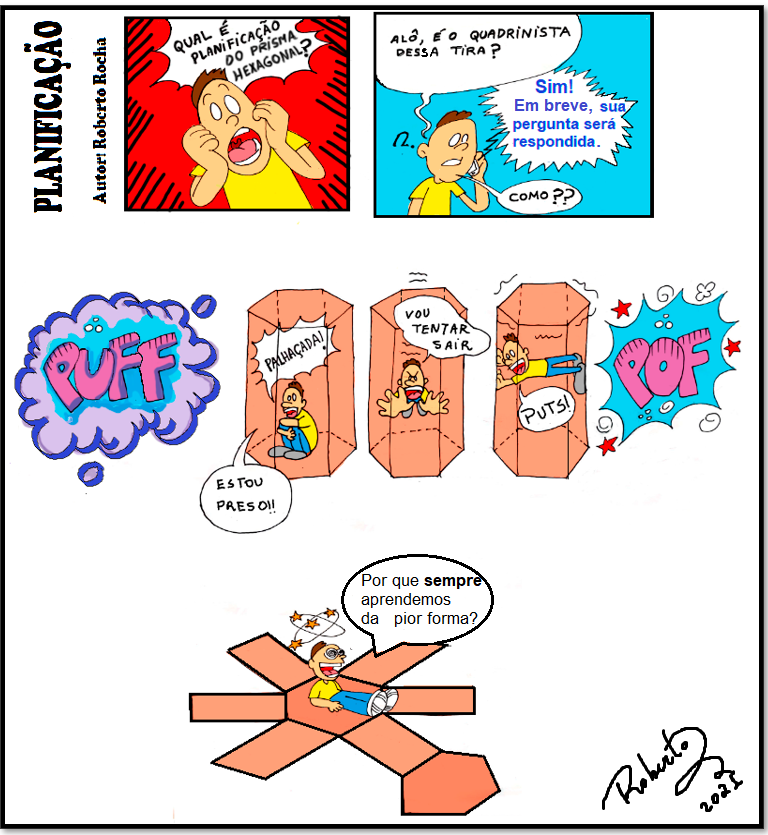 PLANIFICAÇÃO
Autor: Roberto Rocha
QUAL É
PLANIFICAÇÃO
DO PRISMA
HEXAGONAL?
ALÔ, É O QUADRINISTA
DESSA TIRA?
Sim!
Em breve, sua
pergunta será
respondida.
COMO??
PUFF
PALHAÇADA!
ESTOU
PRESO!!
VOU
TENTAR
SAIR
PUTS!
POF
Por que sempre
aprendemos
da pior forma?
Roberto
2021